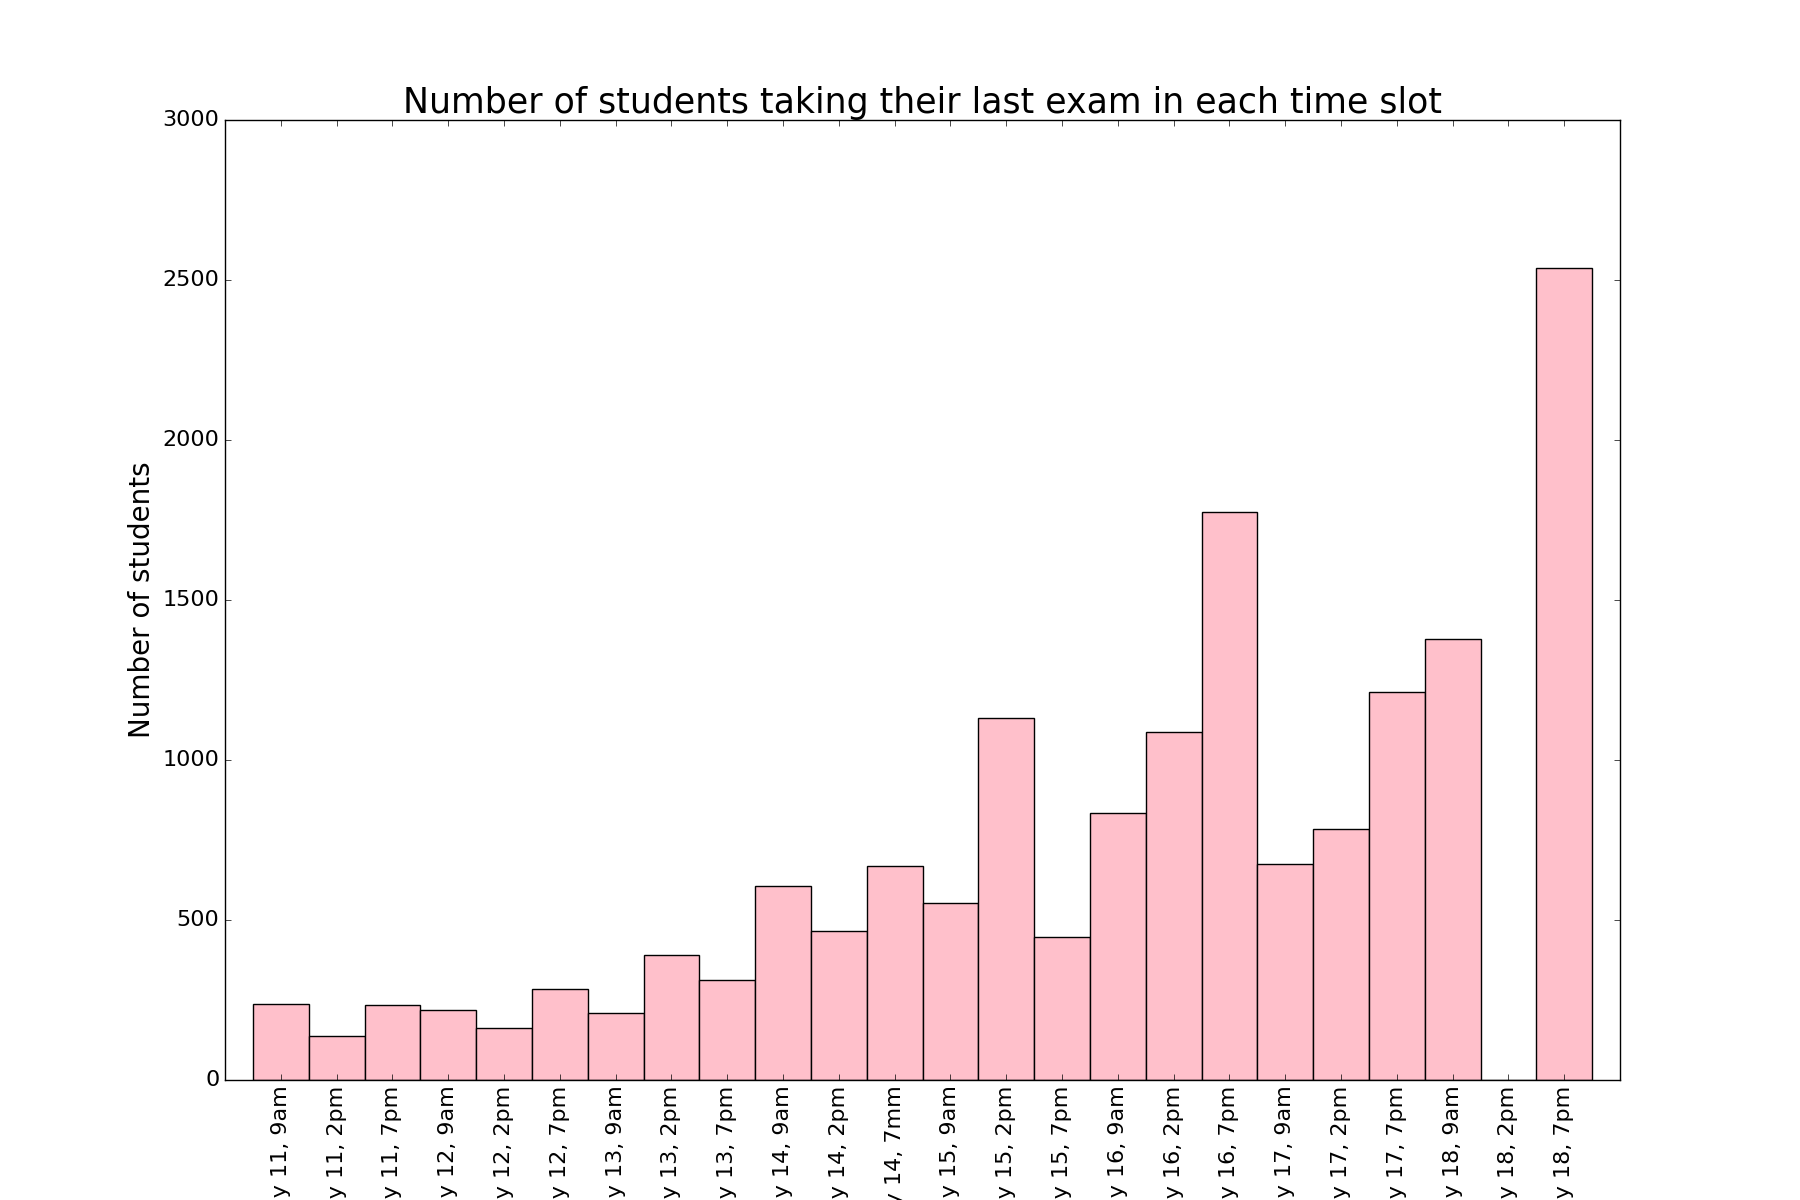 Number of students taking their last exam in each time slot
3000
2500
2000
1500
1000
500
0
Number of students
y 11, 9am
y 11, 2pm
y 11, 7pm
y 12, 9am
y 12, 2pm
y 12, 7pm
y 13, 9am
y 13, 2pm
y 13, 7pm
y 14, 9am
y 14, 2pm
y 14, 7mm
y 15, 9am
y 15, 2pm
y 15, 7pm
y 16, 9am
y 16, 2pm
y 16, 7pm
y 17, 9am
y 17, 2pm
y 17, 7pm
y 18, 9am
y 18, 2pm
y 18, 7pm